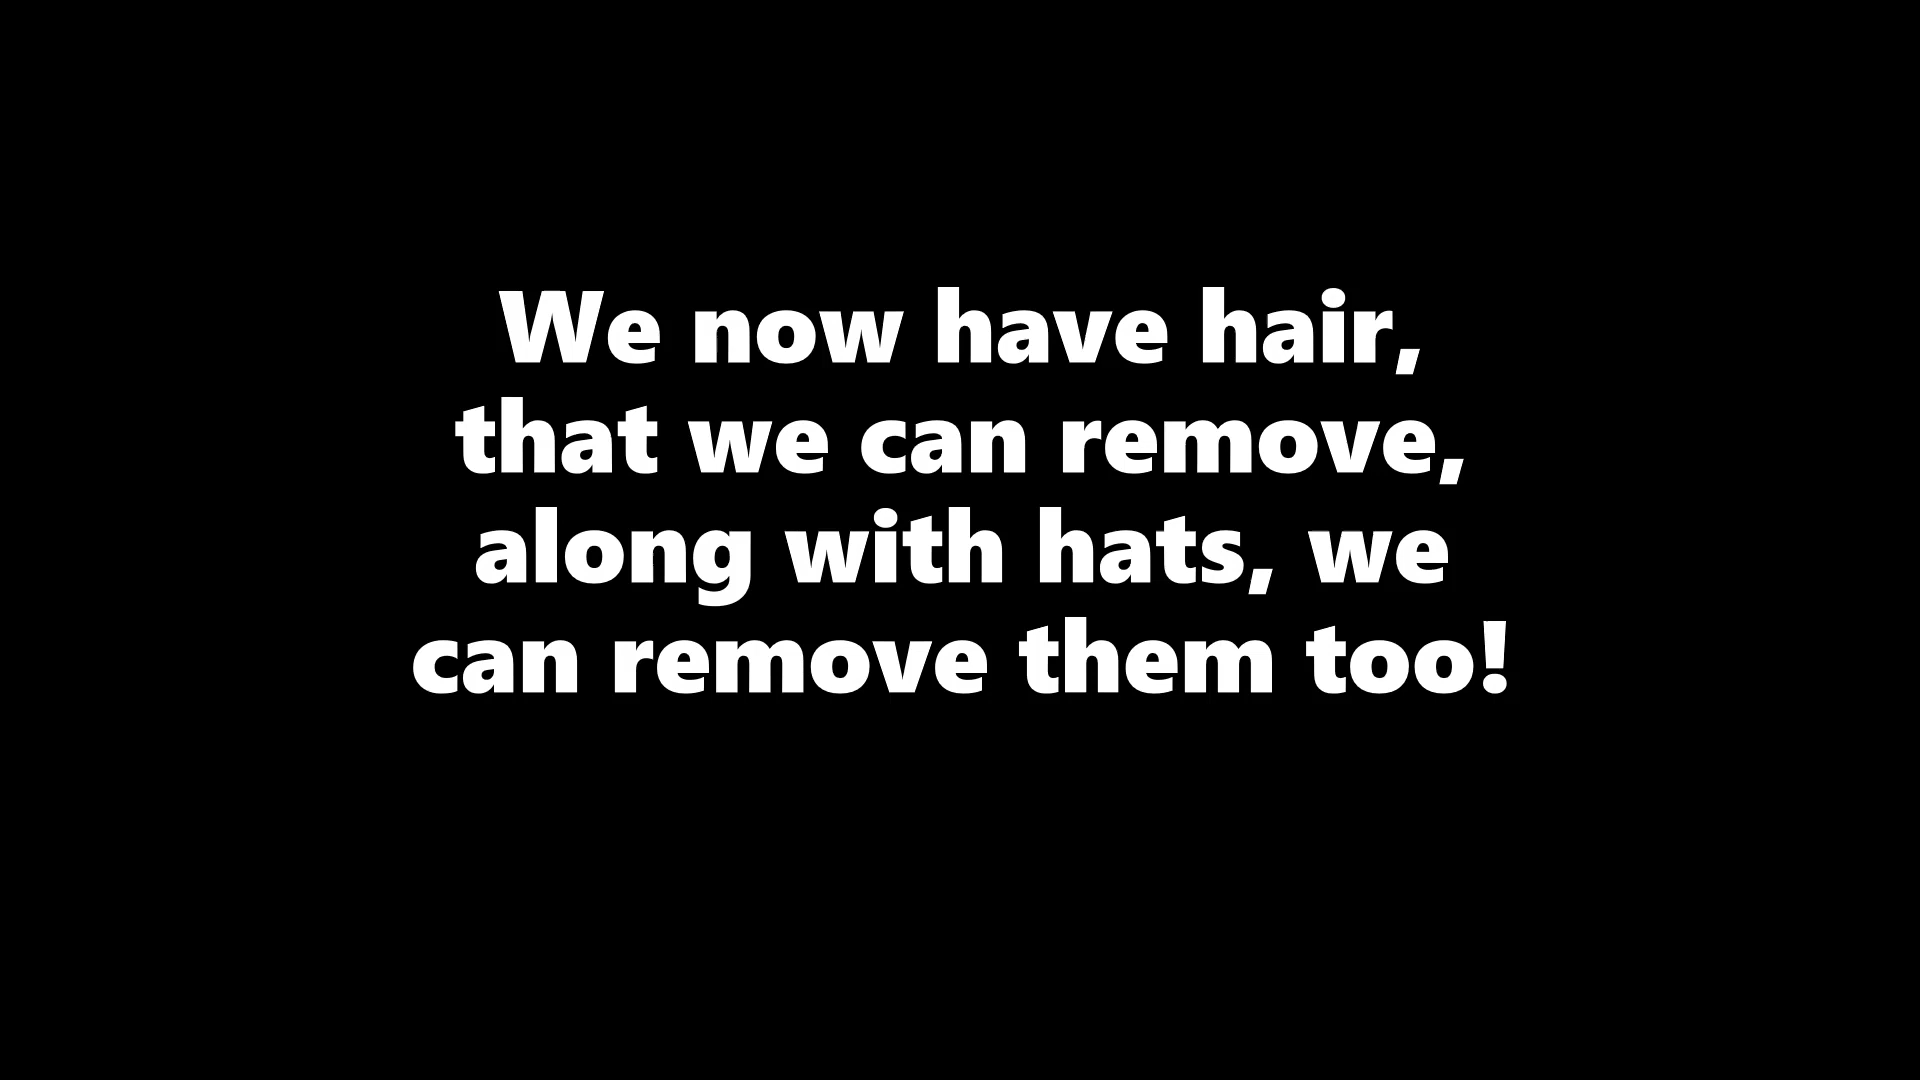 We now have hair,
that we can remove,
along with hats, we
can remove them too!